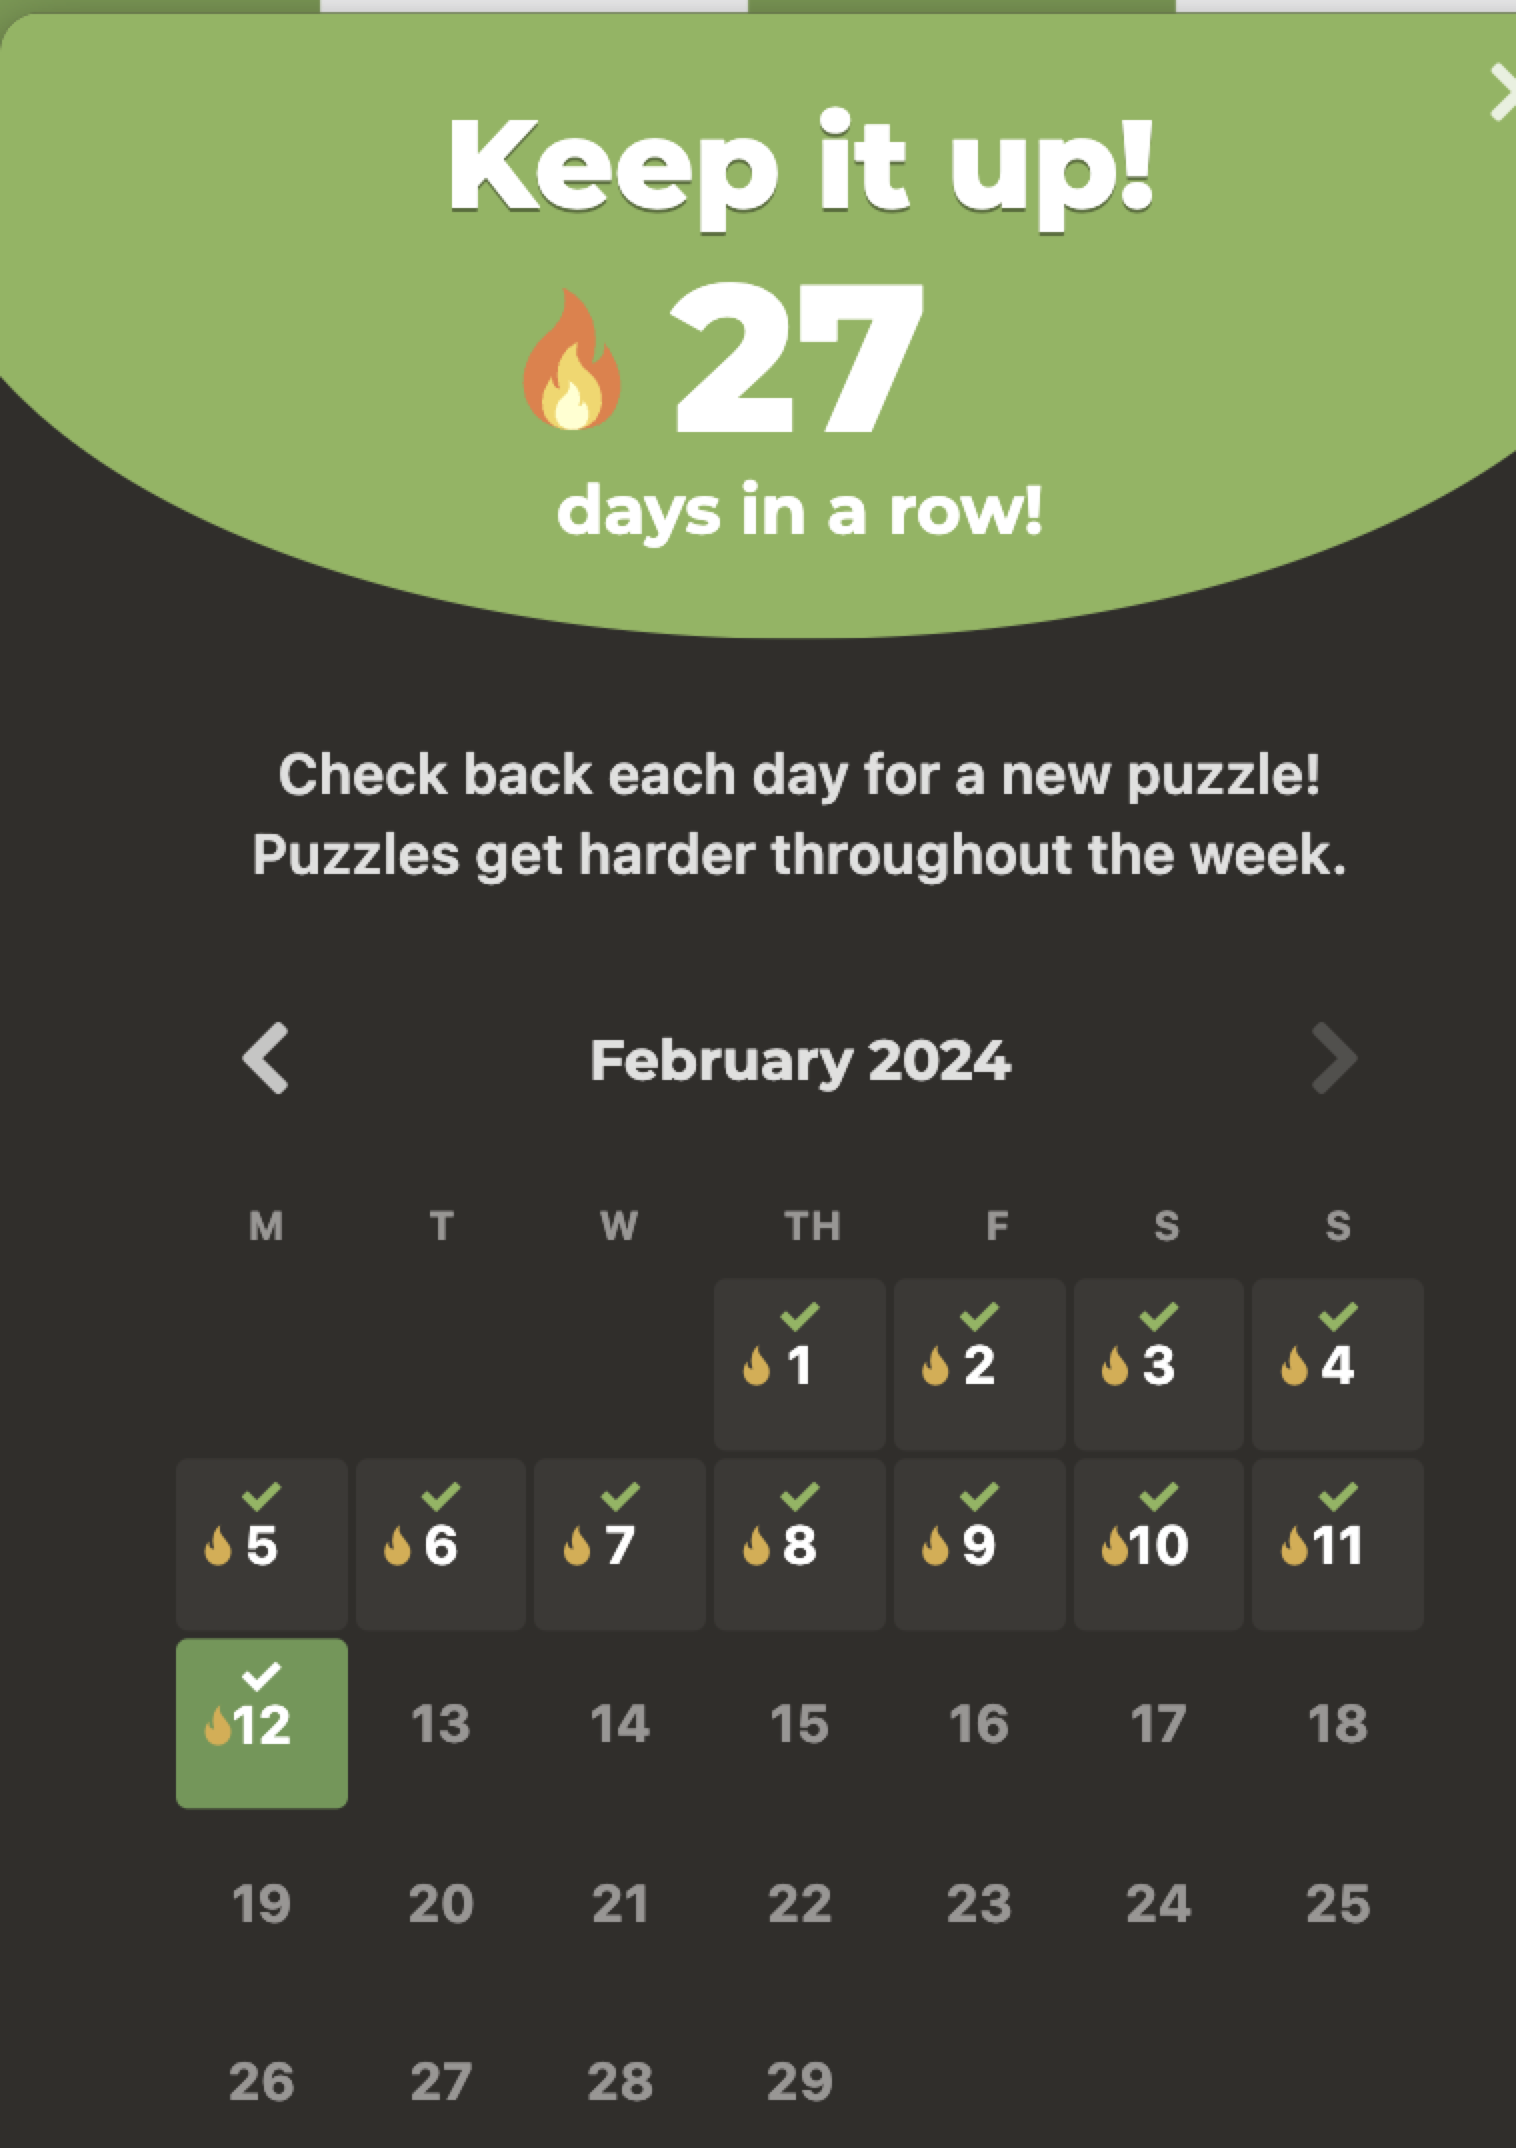 Keep it up!
27
days in a row!
Check back each day for a new puzzle!
Puzzles get harder throughout the week.
February 2024
M T W TH F S S
1 2 3 4
5 6 7 8 9 10 11
12 13 14 15 16 17 18
19 20 21 22 23 24 25
26 27 28 29